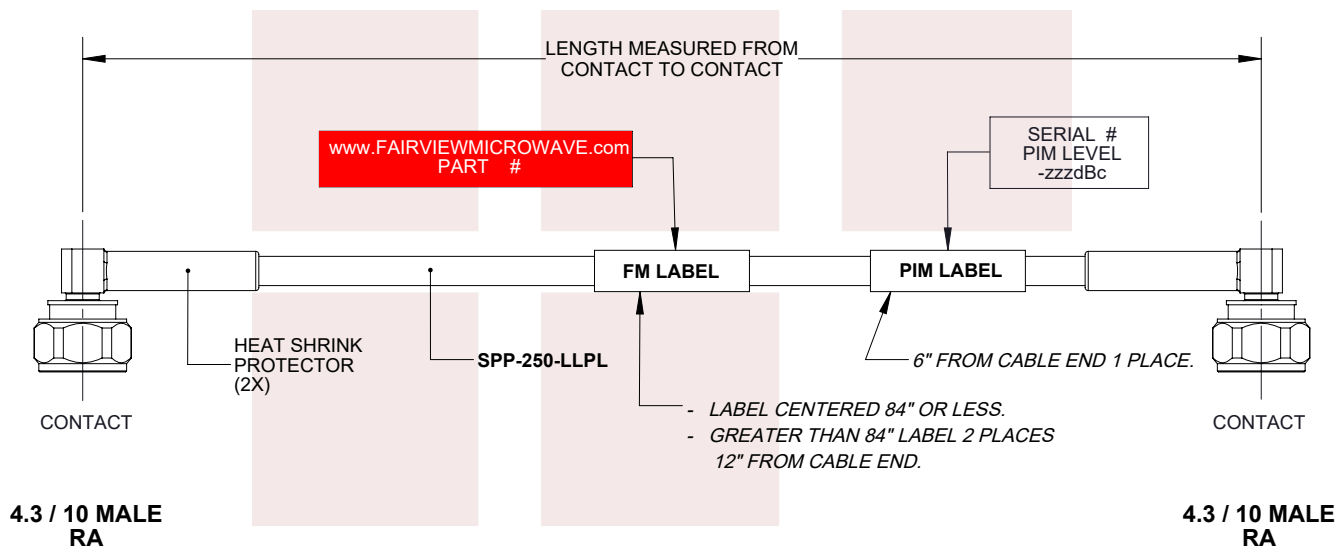 LENGTH MEASURED FROM
CONTACT TO CONTACT
www.FAIRVIEWMICROWAVE.com
PART #
SERIAL #
PIM LEVEL
-zzzdBc
FM LABEL
PIM LABEL
HEAT SHRINK
PROTECTOR
(2X)
SPP-250-LLPL
6" FROM CABLE END 1 PLACE.
- LABEL CENTERED 84" OR LESS.
- GREATER THAN 84" LABEL 2 PLACES
12" FROM CABLE END.
CONTACT
CONTACT
4.3 / 10 MALE
RA
4.3 / 10 MALE
RA